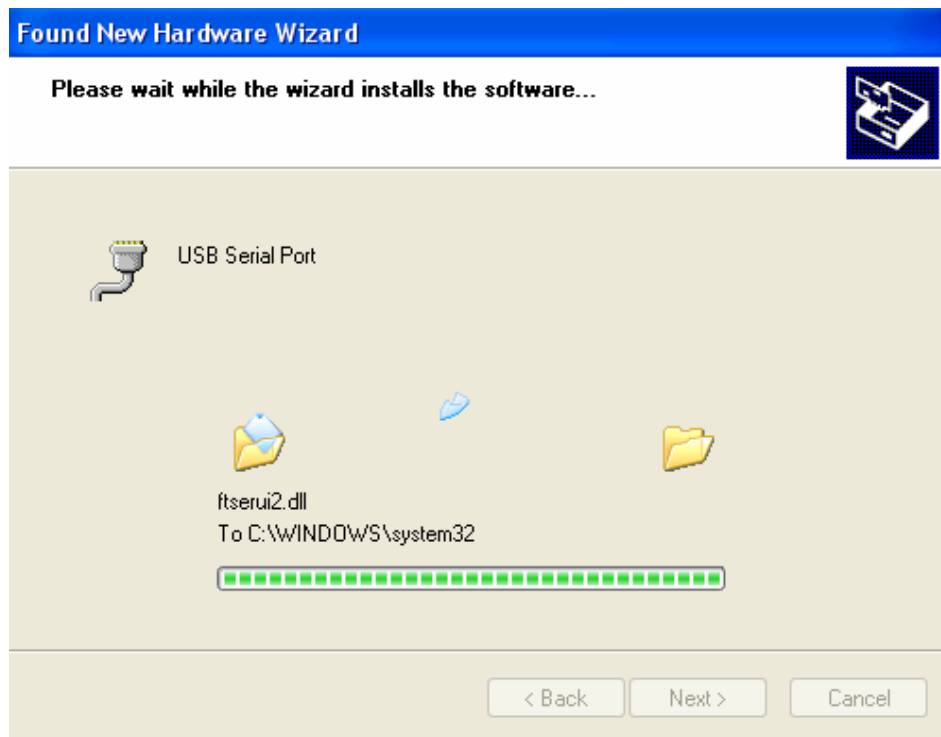 Found New Hardware Wizard
Please wait while the wizard installs the software...
USB Serial Port
ftserui2.dll
To C:\WINDOWS\system32
< Back Next > Cancel